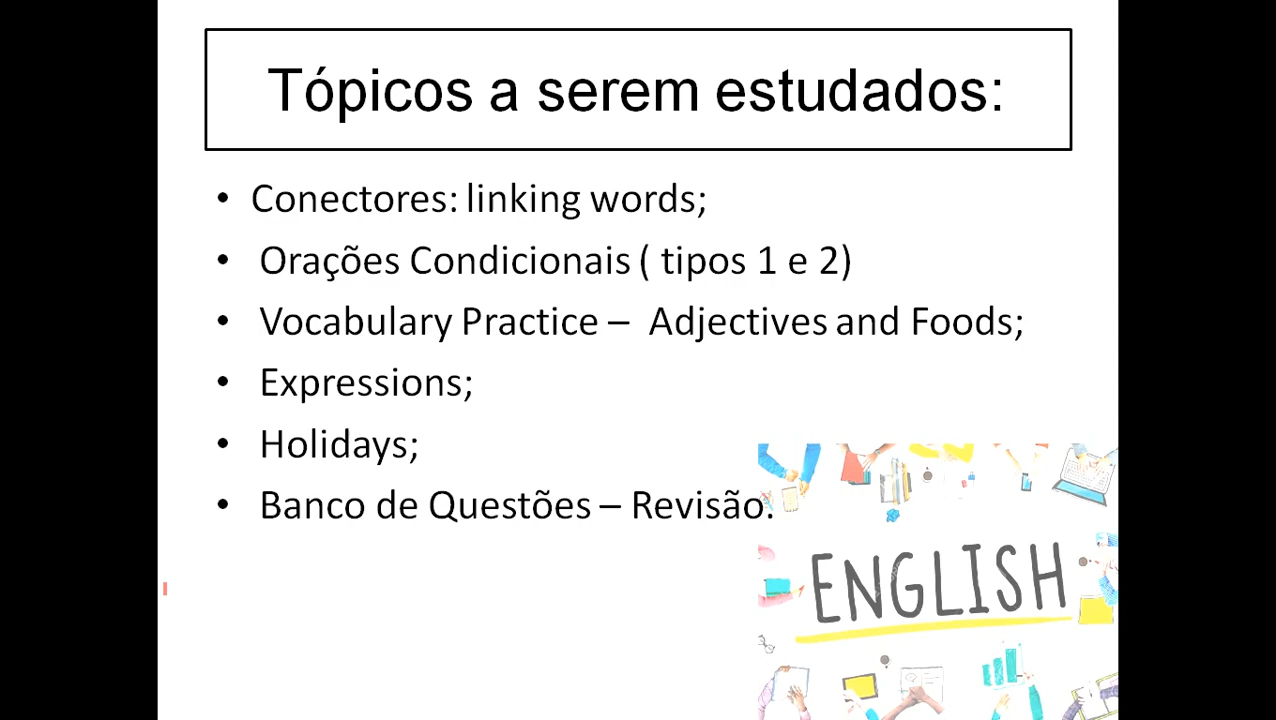 Tópicos a serem estudados:
• Conectores: linking words;
• Orações Condicionais ( tipos 1 e 2)
• Vocabulary Practice – Adjectives and Foods;
• Expressions;
• Holidays;
• Banco de Questões – Revisão.
ENGLISH